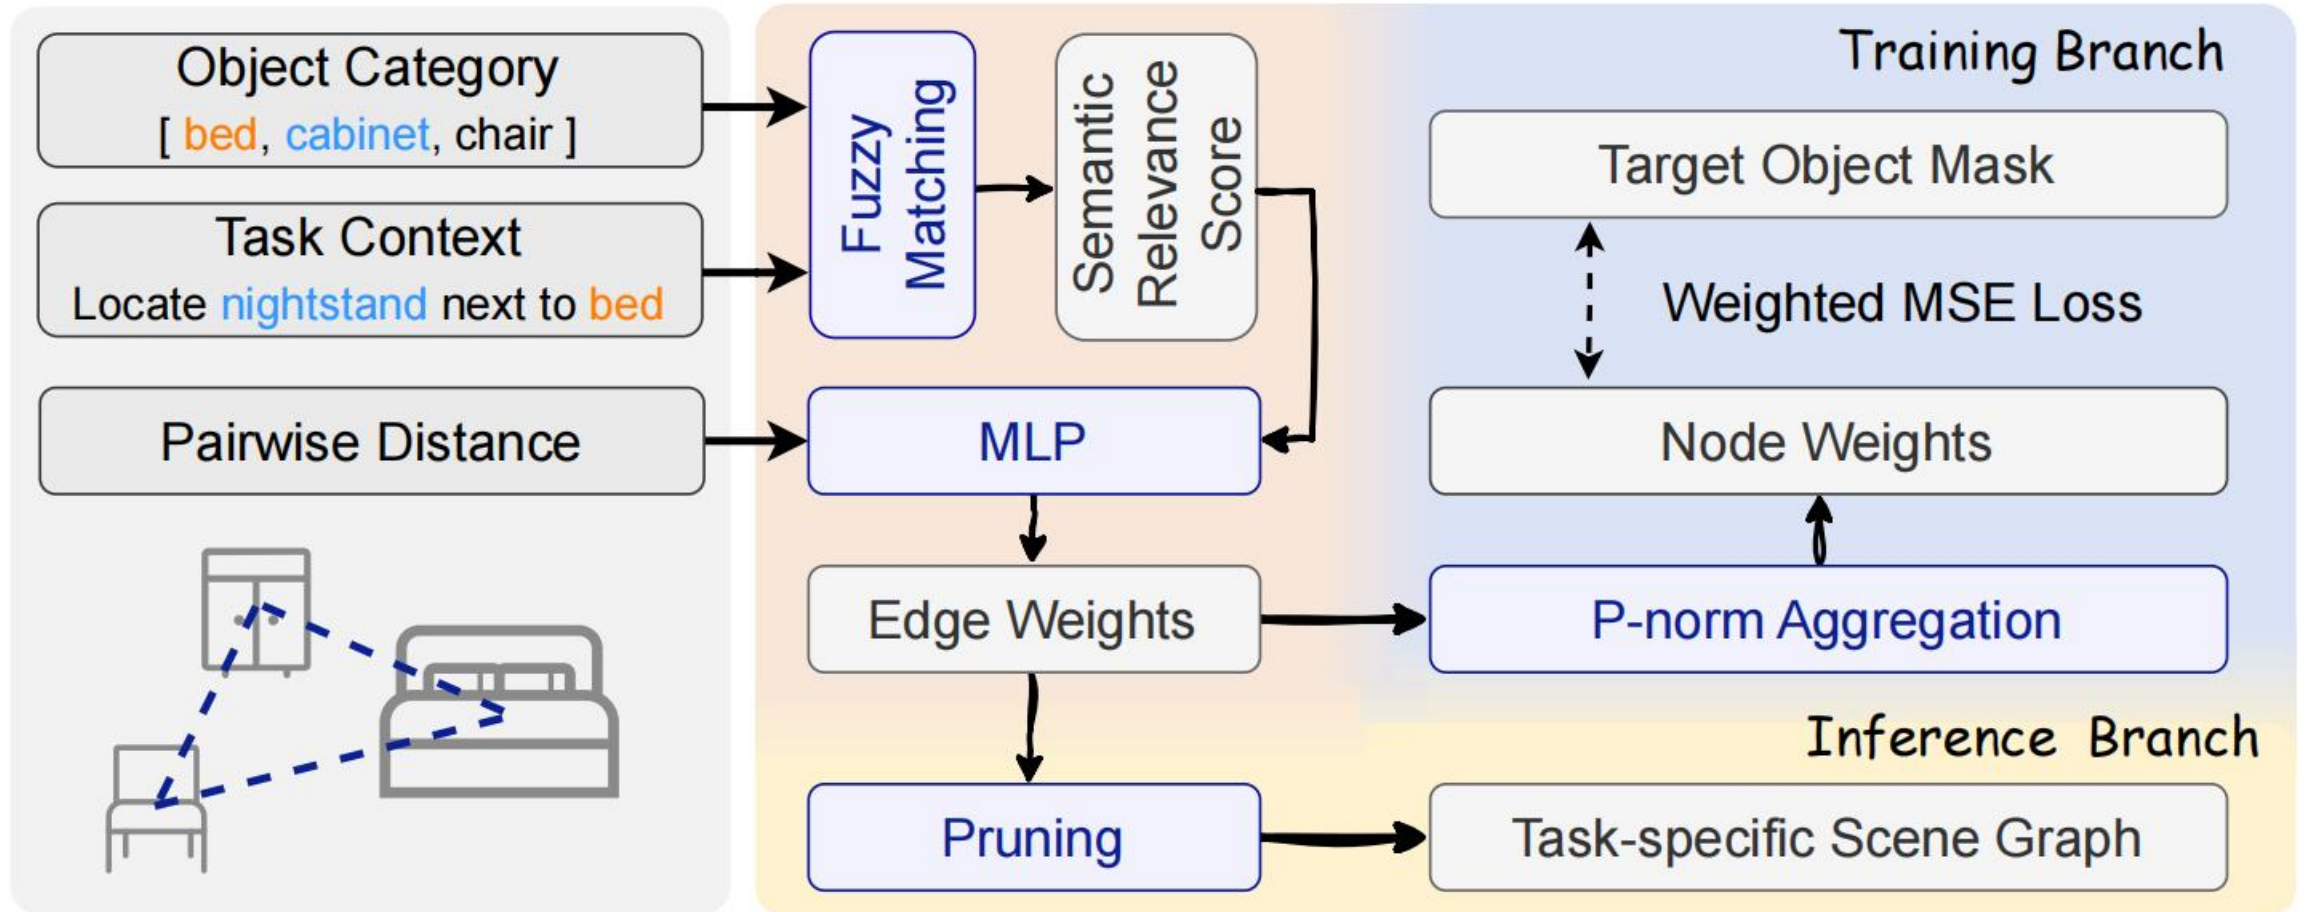 Object Category
[ bed, cabinet, chair ]
Task Context
Locate nightstand next to bed
Pairwise Distance
Fuzzy
Matching
Semantic
Relevance
Score
MLP
Edge Weights
Pruning
Training Branch
Target Object Mask
Weighted MSE Loss
Node Weights
P-norm Aggregation
Inference Branch
Task-specific Scene Graph